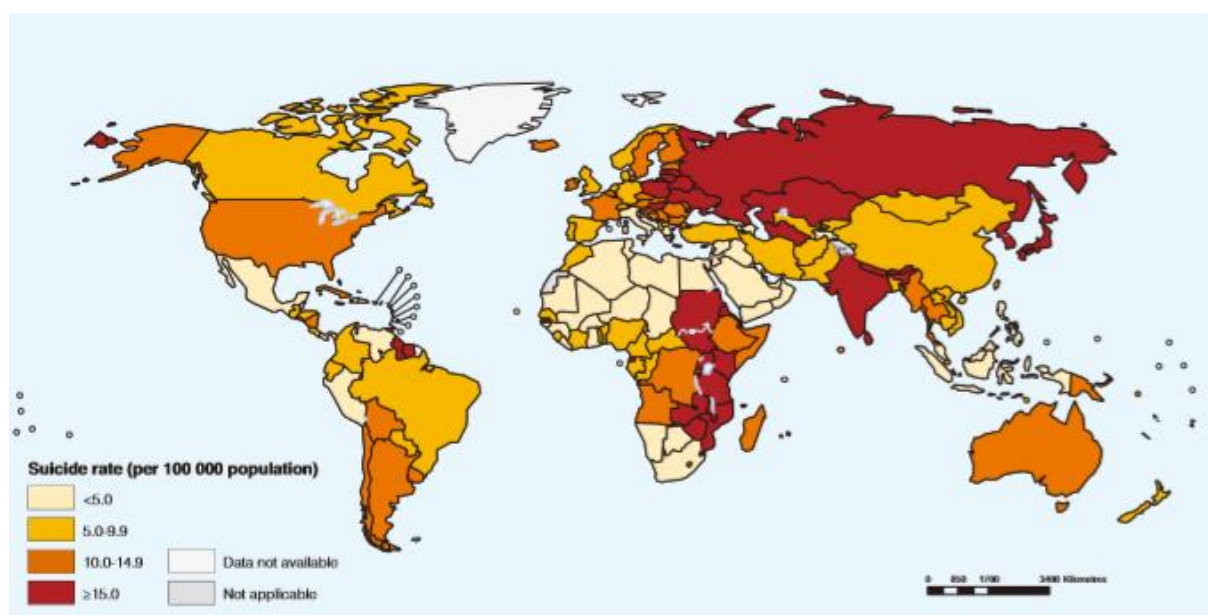 Suicide rate (per 100 000 population)
<5.0
5.0-9.9
10.0-14.9
≥15.0
Data not available
Not applicable
0 850 1700 3400 Kilometres